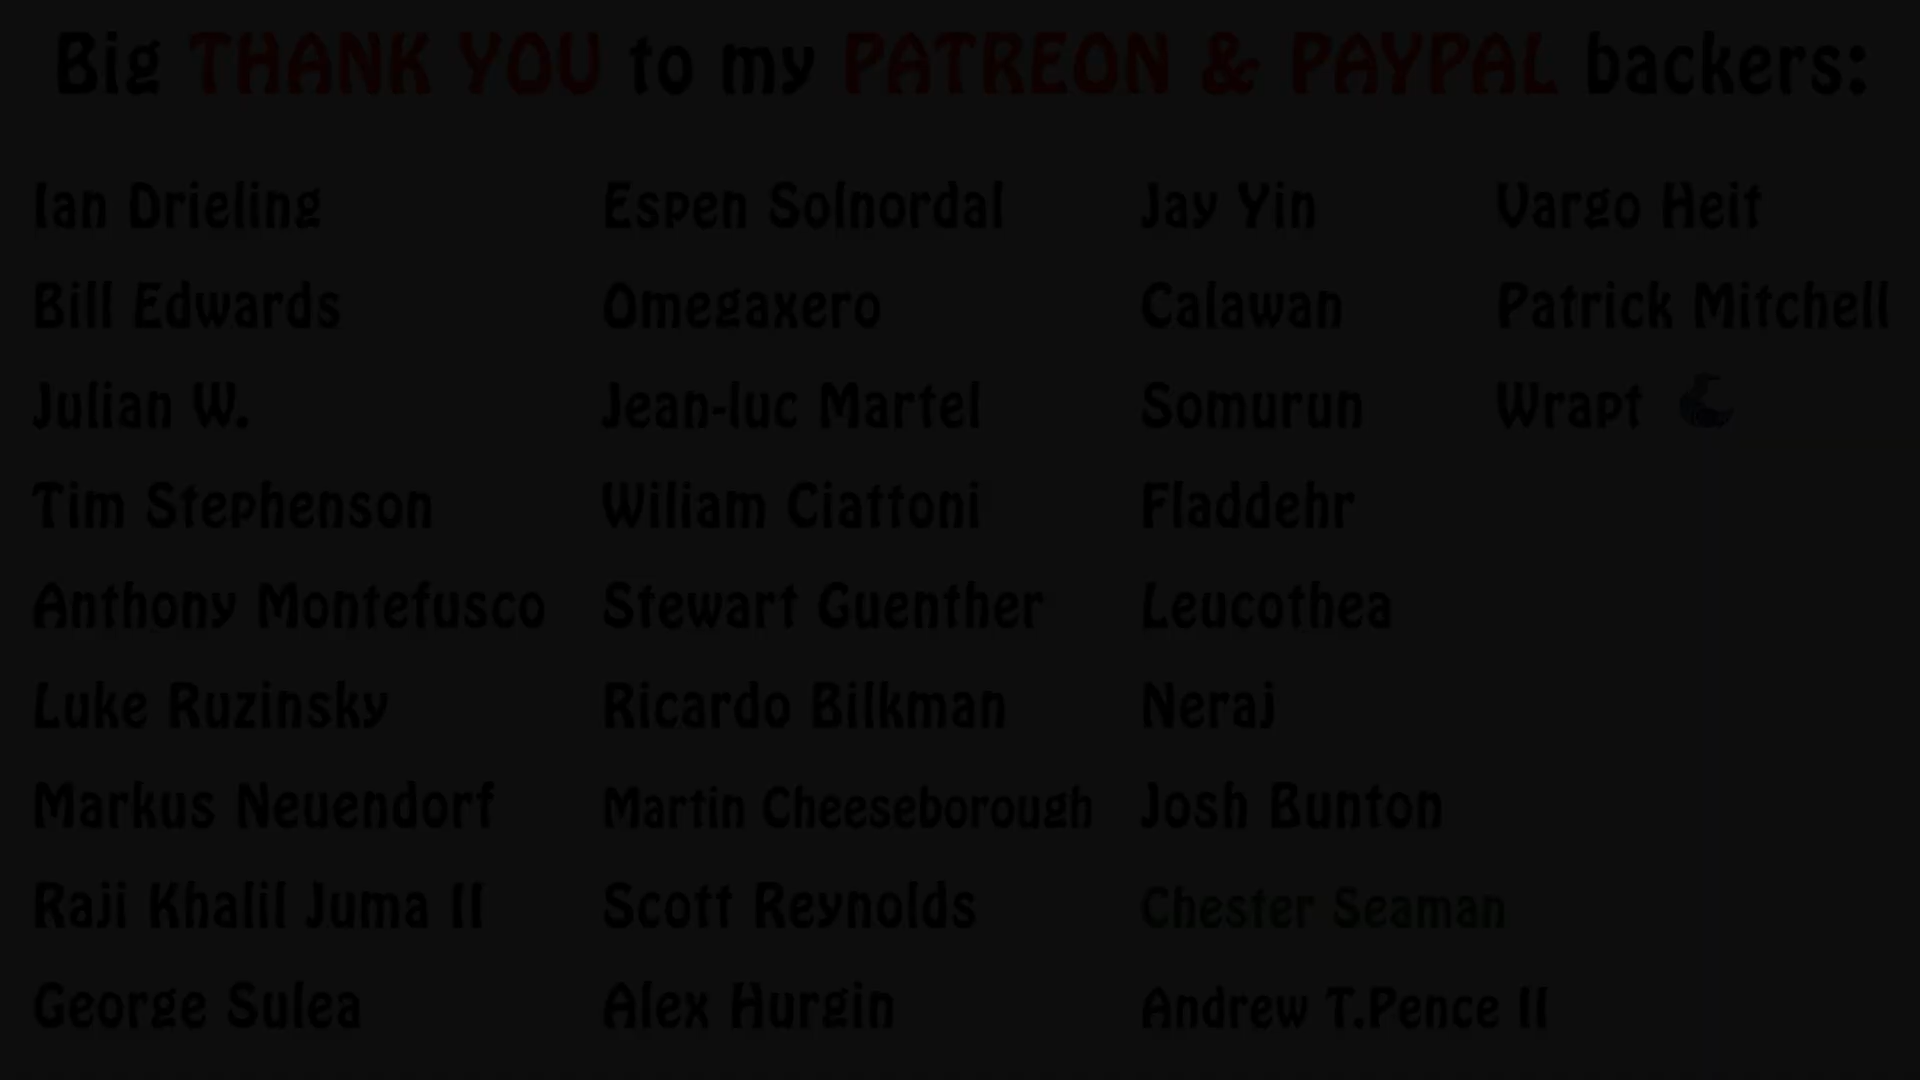 Big THANK YOU to my PATREON & PAYPAL backers:
Ian Drieling
Bill Edwards
Julian W.
Tim Stephenson
Anthony Montefusco
Luke Ruzinsky
Markus Neuendorf
Raji Khalil Juma II
George Sulea
Espen Solnordal
Omegaxero
Jean-luc Martel
Wiliam Ciattoni
Stewart Guenther
Ricardo Bilkman
Martin Cheeseborough
Scott Reynolds
Alex Hurgin
Jay Yin
Calawan
Somurun
Fladdehr
Leucothea
Neraj
Josh Bunton
Chester Seaman
Andrew T.Pence II
Vargo Heit
Patrick Mitchell
Wrapt